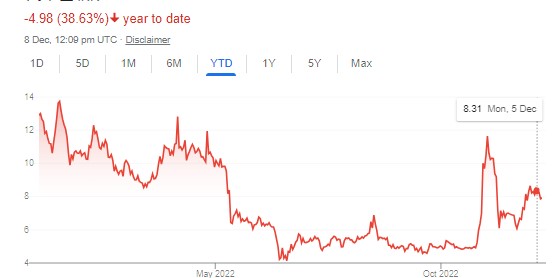 -4.98 (38.63%) ↓ year to date
8 Dec, 12:09 pm UTC · Disclaimer
1D 5D 1M 6M YTD 1Y 5Y Max
14
8.31 Mon, 5 Dec
12
10
8
6
4
May 2022 Oct 2022